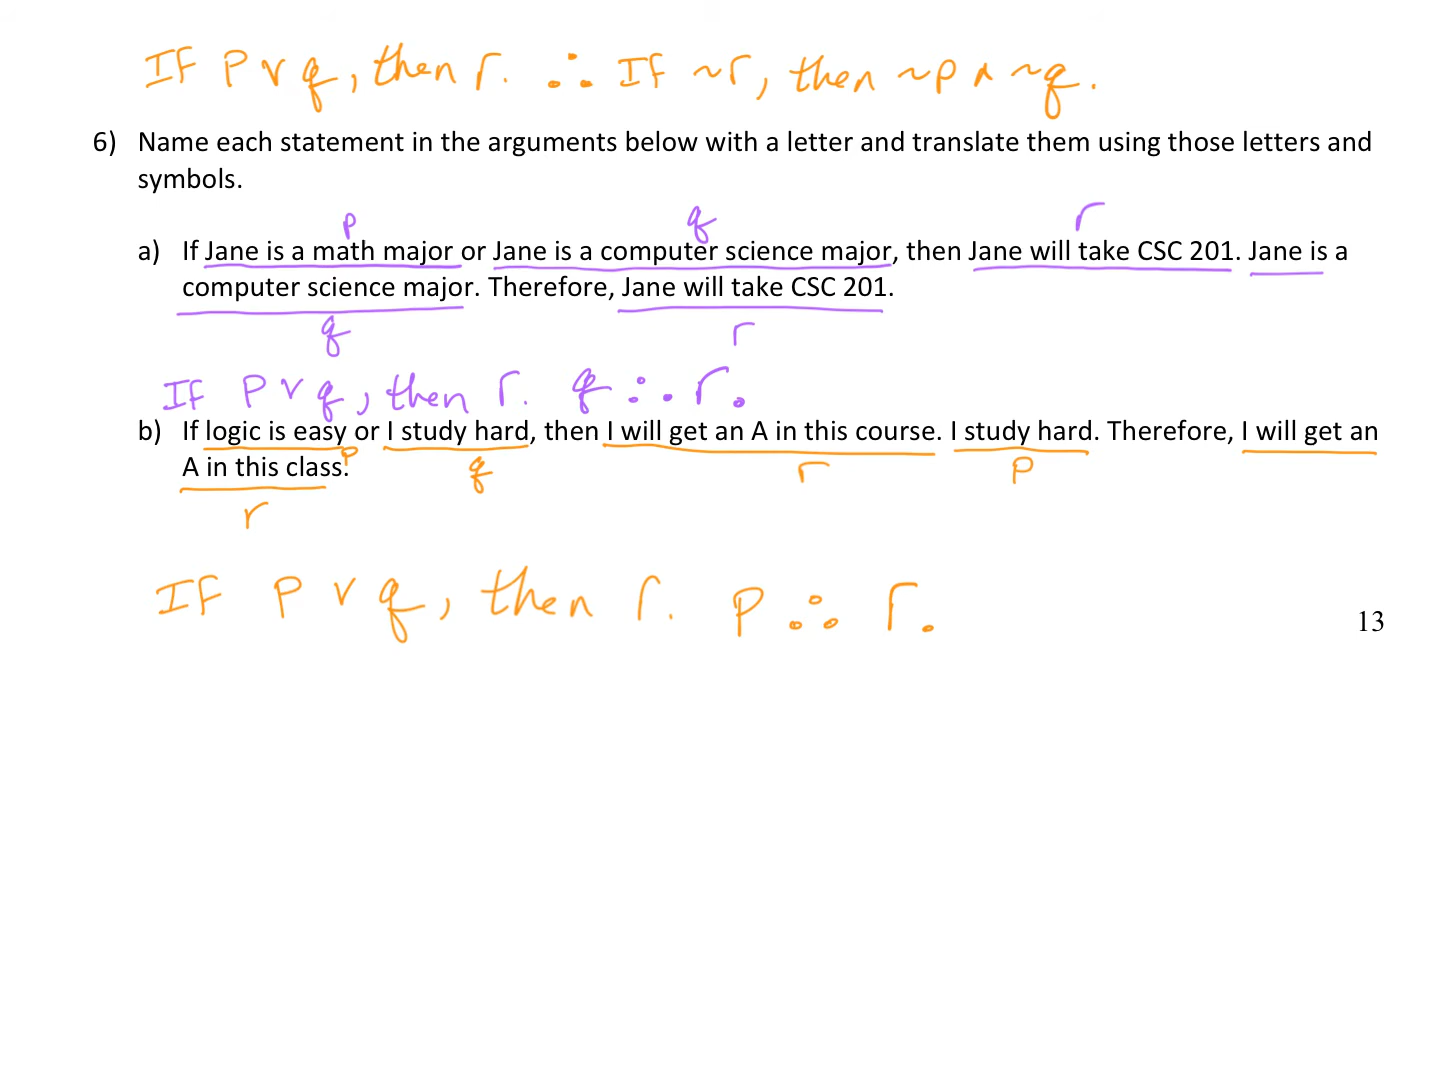 If p ∨ q, then r. ∴ If ~r, then ~p ∧ ~q.
6) Name each statement in the arguments below with a letter and translate them using those letters and
symbols.
p q r
a) If Jane is a math major or Jane is a computer science major, then Jane will take CSC 201. Jane is a
computer science major. Therefore, Jane will take CSC 201.
q r
If p ∨ q, then r. q ∴ r.
b) If logic is easy or I study hard, then I will get an A in this course. I study hard. Therefore, I will get an
A in this class. p q r p
r
If p ∨ q, then r. p ∴ r.
13